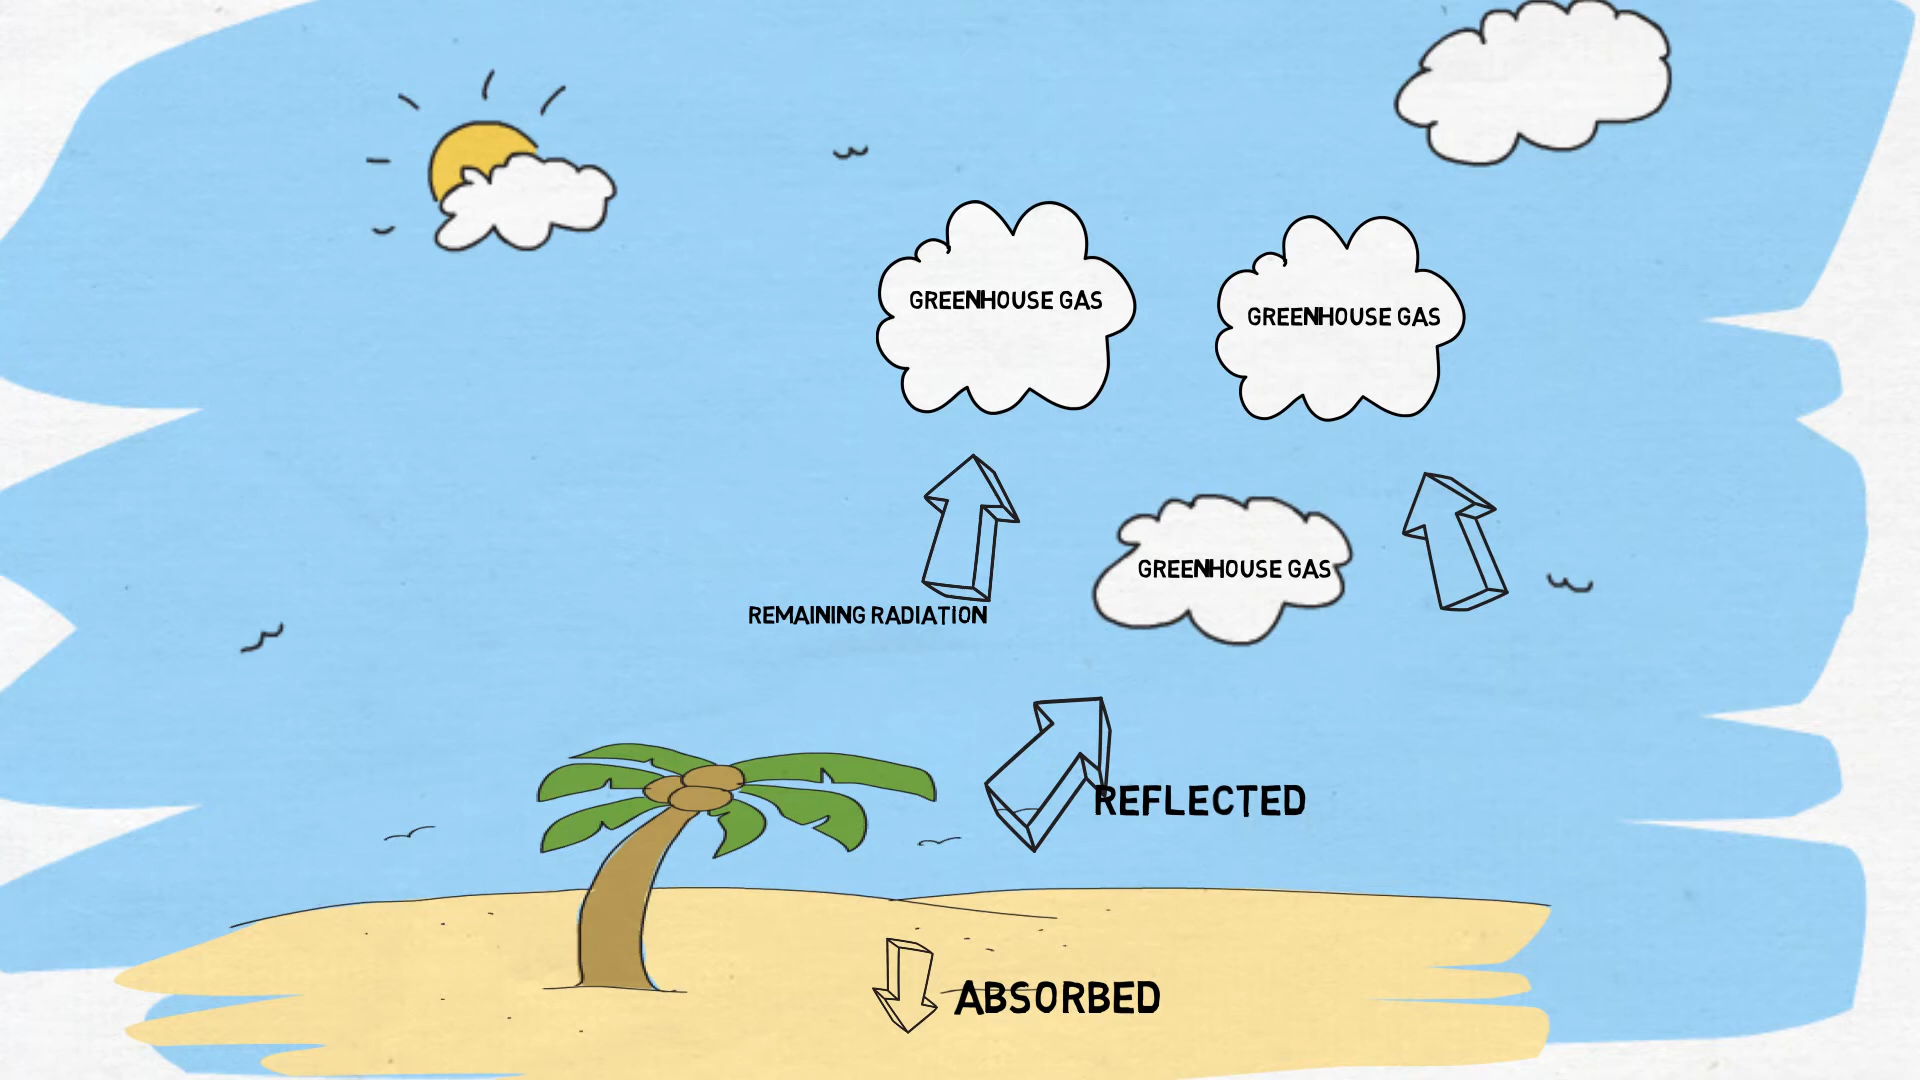 GREENHOUSE GAS
GREENHOUSE GAS
GREENHOUSE GAS
REMAINING RADIATION
REFLECTED
ABSORBED